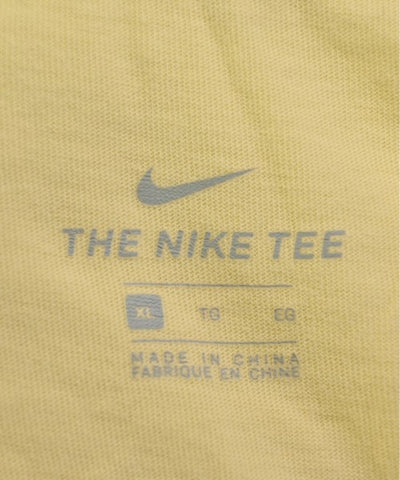 THE NIKE TEE
XL TG EG
MADE IN CHINA
FABRIQUE EN CHINE